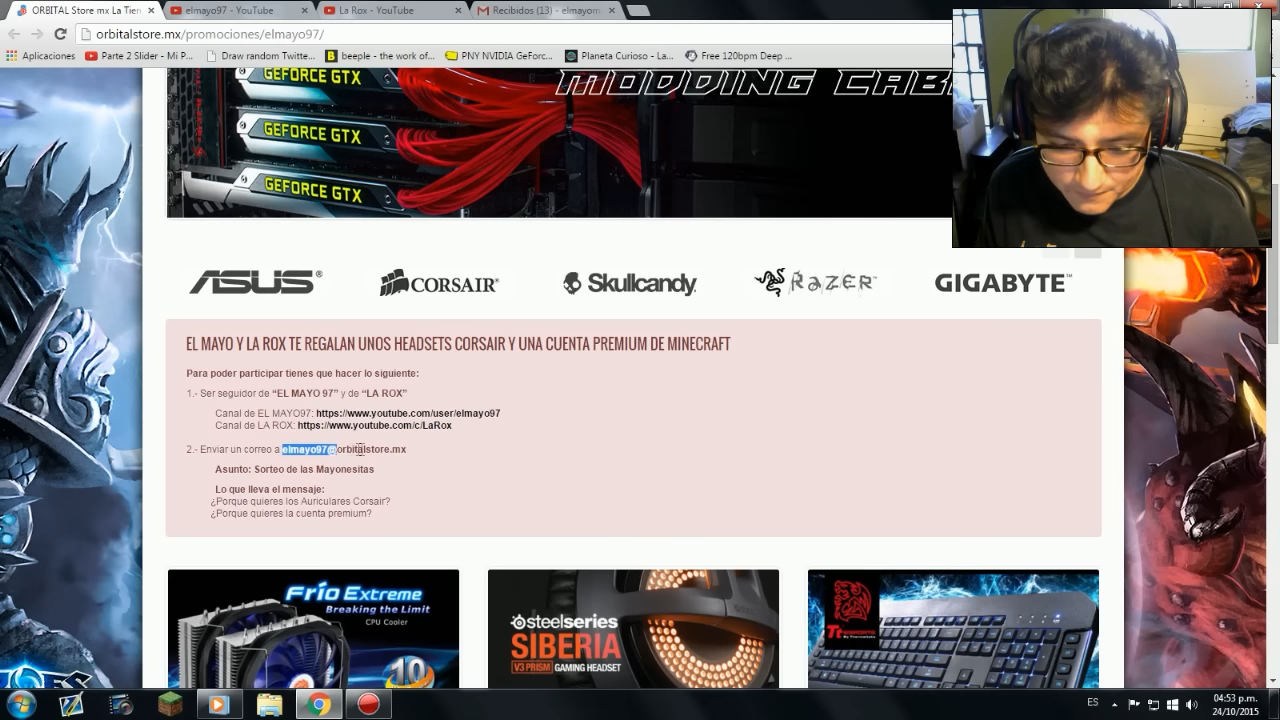 ORBITAL Store mx La Tien
elmayo97 - YouTube
La Rox - YouTube
Recibidos (13) - elmayom
orbitalstore.mx/promociones/elmayo97/
Aplicaciones
Parte 2 Slider - Mi P...
Draw random Twitte...
beeple - the work of...
PNY NVIDIA GeForc...
Planeta Curioso - La...
Free 120bpm Deep ...
GEFORCE GTX
MODDING CAB
GEFORCE GTX
GEFORCE GTX
ASUS®
CORSAIR®
Skullcandy
RAZER™
GIGABYTE™
EL MAYO Y LA ROX TE REGALAN UNOS HEADSETS CORSAIR Y UNA CUENTA PREMIUM DE MINECRAFT
Para poder participar tienes que hacer lo siguiente:
1.- Ser seguidor de “EL MAYO 97” y de “LA ROX”
Canal de EL MAYO97: https://www.youtube.com/user/elmayo97
Canal de LA ROX: https://www.youtube.com/c/LaRox
2.- Enviar un correo a elmayo97@orbitalstore.mx
Asunto: Sorteo de las Mayonesitas
Lo que lleva el mensaje:
¿Porque quieres los Auriculares Corsair?
¿Porque quieres la cuenta premium?
Frío Extreme
Breaking the Limit
CPU Cooler
10
steelseries
SIBERIA
V3 PRISM GAMING HEADSET
Tt eSPORTS
ES
04:53 p.m.
24/10/2015